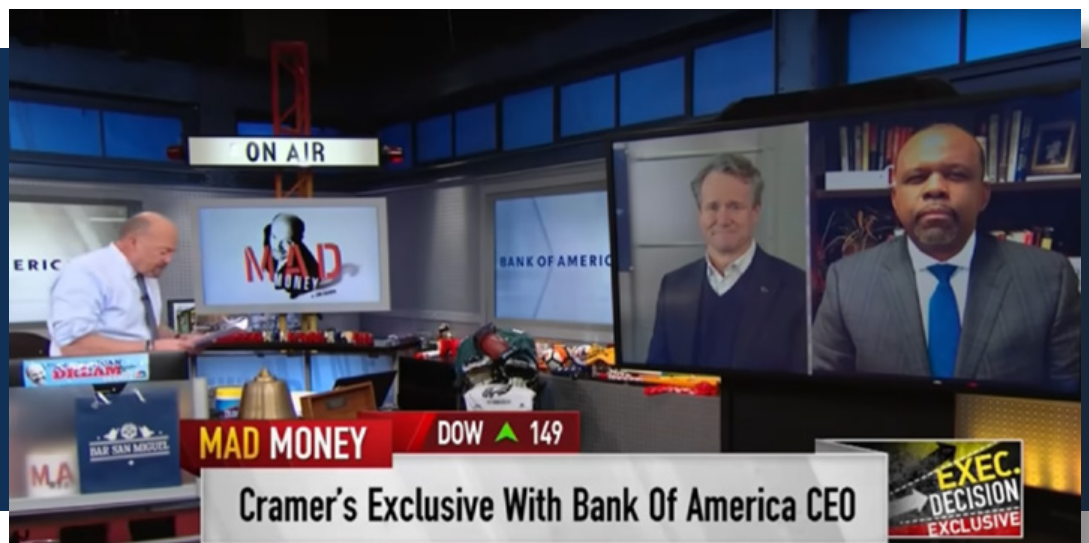 ON AIR
MAD
MONEY
ERIC
BANK OF AMERIC
DREAM
BAR SAN MIGUEL
MA
MAD MONEY
DOW 149
EXEC.
DECISION
EXCLUSIVE
Cramer's Exclusive With Bank Of America CEO